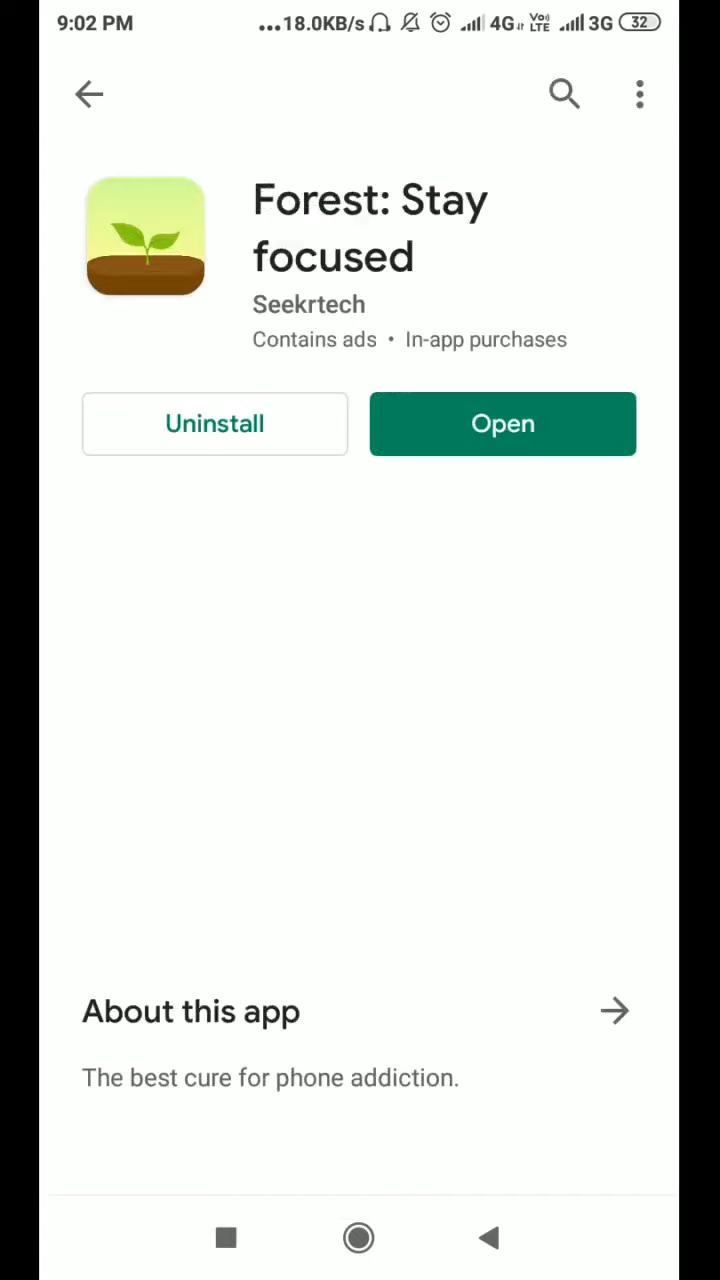 9:02 PM ...18.0KB/s 4G Vo) LTE 3G 32
Forest: Stay
focused
Seekrtech
Contains ads • In-app purchases
Uninstall
Open
About this app
The best cure for phone addiction.